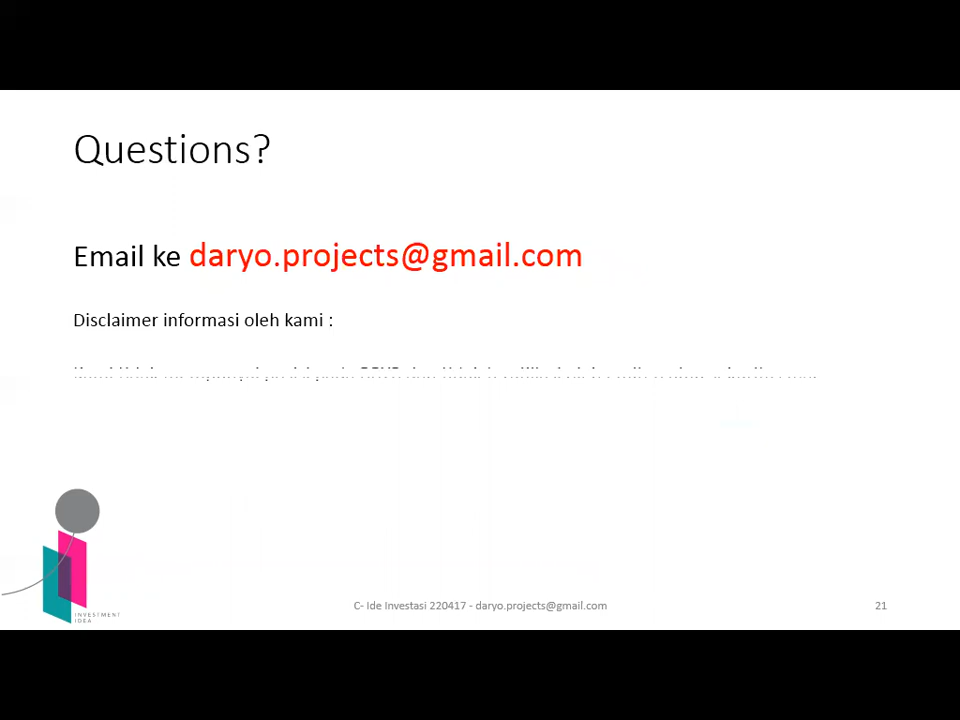 Questions?
Email ke daryo.projects@gmail.com
Disclaimer informasi oleh kami :
INVESTMENT
IDEA
C- Ide Investasi 220417 - daryo.projects@gmail.com
21